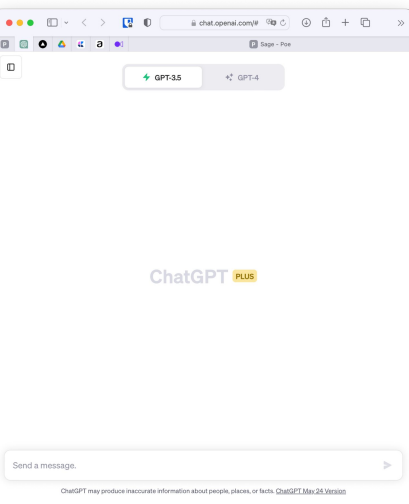 chat.openai.com/#
P
a
P Sage - Poe
GPT-3.5 GPT-4
ChatGPT PLUS
Send a message.
ChatGPT may produce inaccurate information about people, places, or facts. ChatGPT May 24 Version